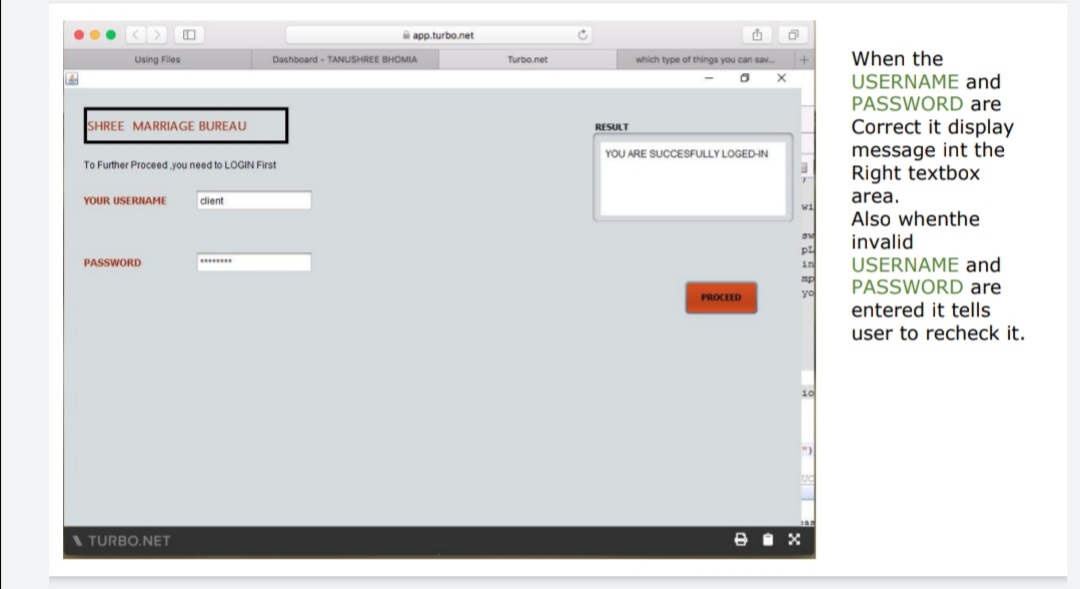 app.turbo.net
Using Files
Dashboard - TANUSHREE BHOMIA
Turbo.net
which type of things you can sav...
SHREE MARRIAGE BUREAU
To Further Proceed ,you need to LOGIN First
YOUR USERNAME
client
PASSWORD
********
RESULT
YOU ARE SUCCESFULLY LOGED-IN
PROCEED
TURBO.NET
When the
USERNAME and
PASSWORD are
Correct it display
message int the
Right textbox
area.
Also whenthe
invalid
USERNAME and
PASSWORD are
entered it tells
user to recheck it.